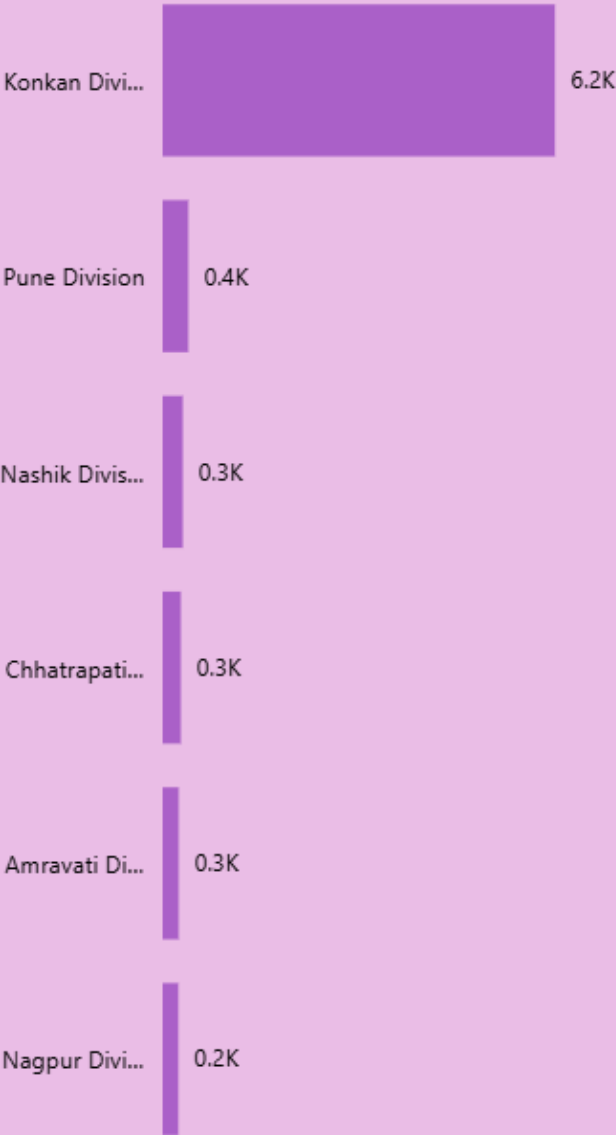 Konkan Divi... 6.2K
Pune Division 0.4K
Nashik Divis... 0.3K
Chhatrapati... 0.3K
Amravati Di... 0.3K
Nagpur Divi... 0.2K